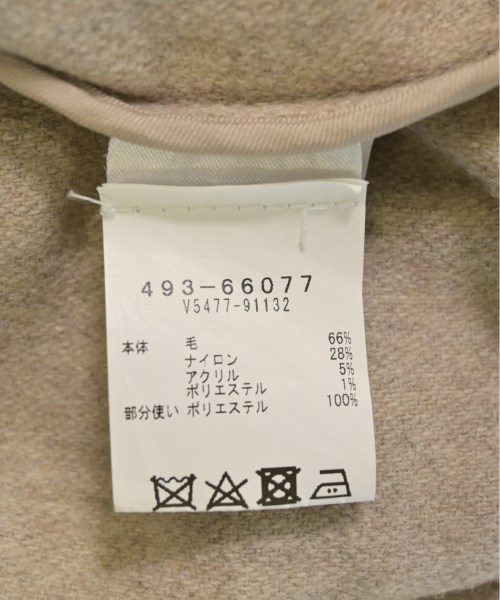 493-66077
V5477-91132
本体 毛 66%
ナイロン 28%
アクリル 5%
ポリエステル 1%
部分使い ポリエステル 100%